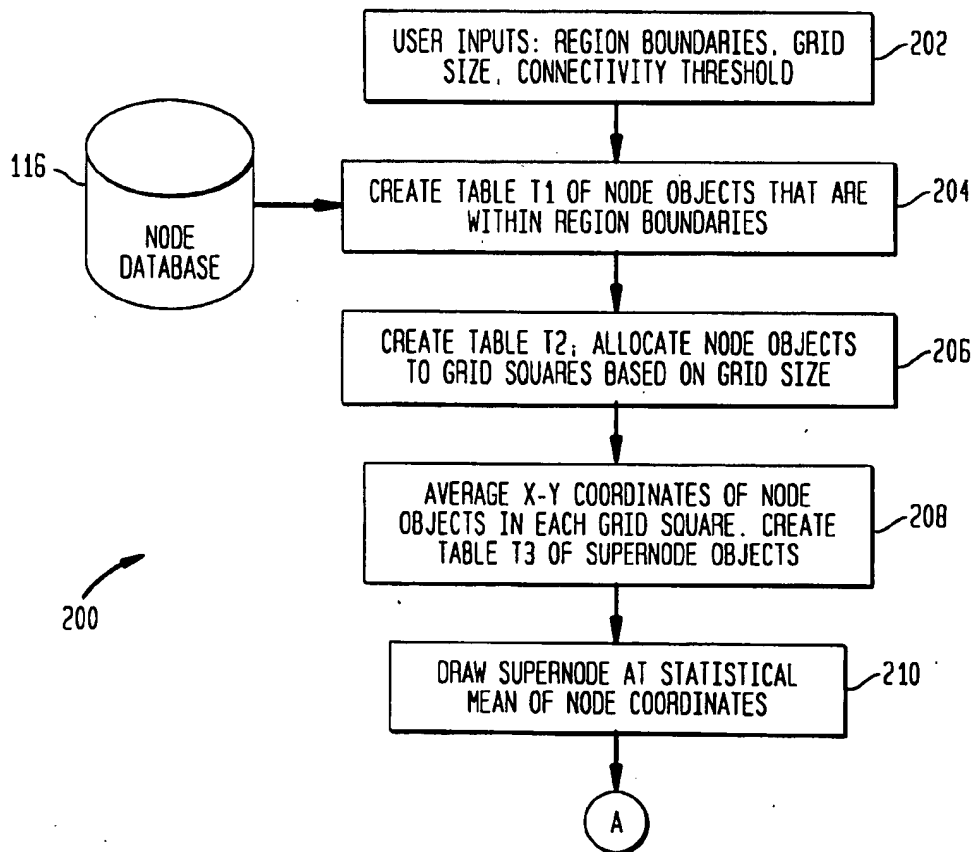 USER INPUTS: REGION BOUNDARIES, GRID
SIZE, CONNECTIVITY THRESHOLD
202
116
NODE
DATABASE
CREATE TABLE T1 OF NODE OBJECTS THAT ARE
WITHIN REGION BOUNDARIES
204
CREATE TABLE T2; ALLOCATE NODE OBJECTS
TO GRID SQUARES BASED ON GRID SIZE
206
AVERAGE X-Y COORDINATES OF NODE
OBJECTS IN EACH GRID SQUARE. CREATE
TABLE T3 OF SUPERNODE OBJECTS
208
200
DRAW SUPERNODE AT STATISTICAL
MEAN OF NODE COORDINATES
210
A